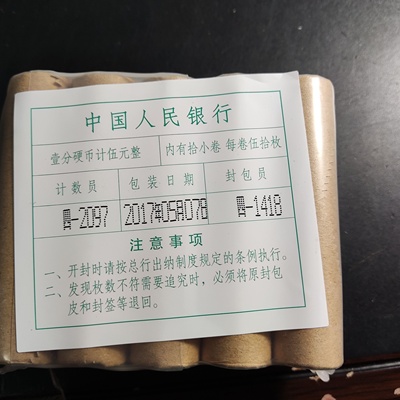 中国人民银行
壹分硬币计伍元整 内有拾小卷 每卷伍拾枚
计数员 包装日期 封包员
-2097 2017年05月07日 -1418
注意事项
一、开封时请按总行出纳制度规定的条例执行。
二、发现枚数不符需要追究时，必须将原封包
皮和封签等退回。